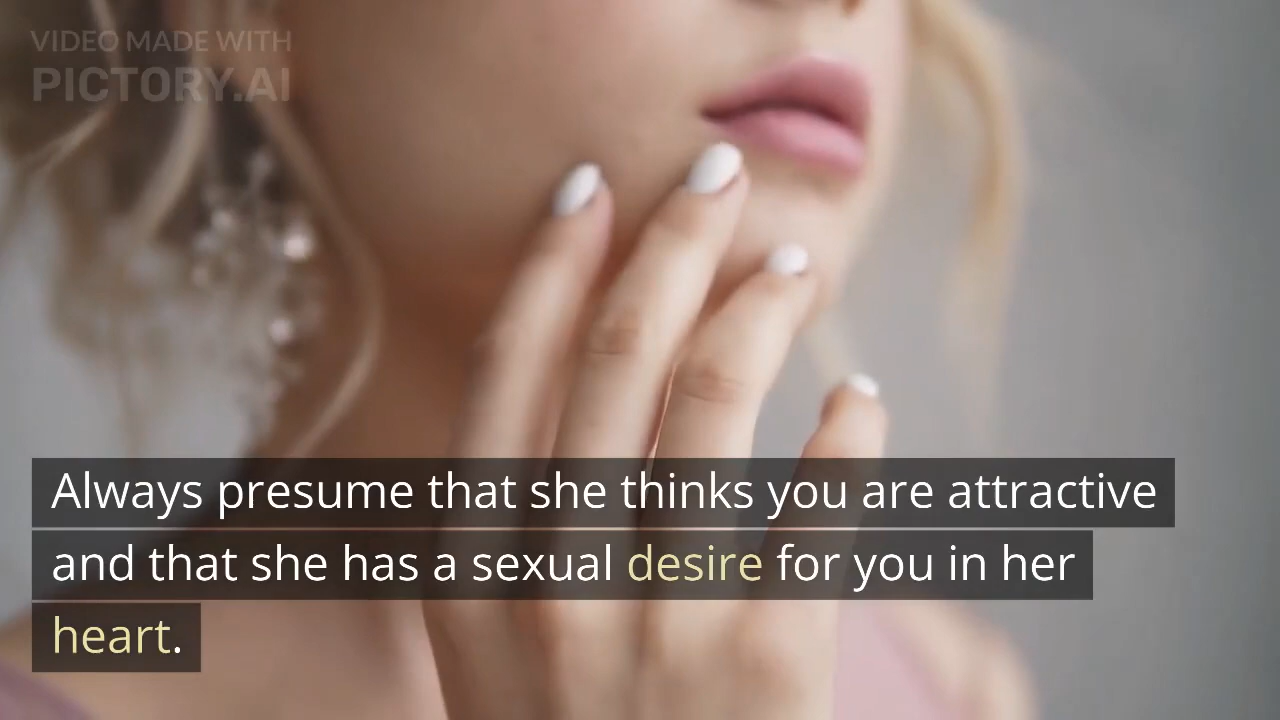 VIDEO MADE WITH
PICTORY.AI
Always presume that she thinks you are attractive
and that she has a sexual desire for you in her
heart.